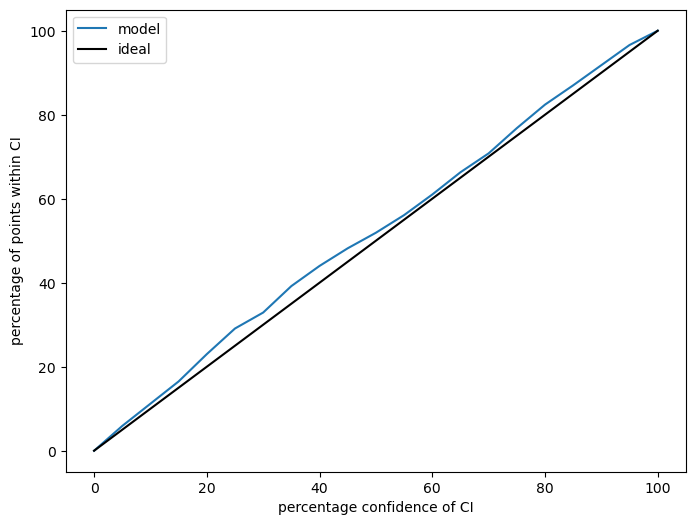 model
ideal
100
80
60
40
20
0
percentage of points within CI
0 20 40 60 80 100
percentage confidence of CI